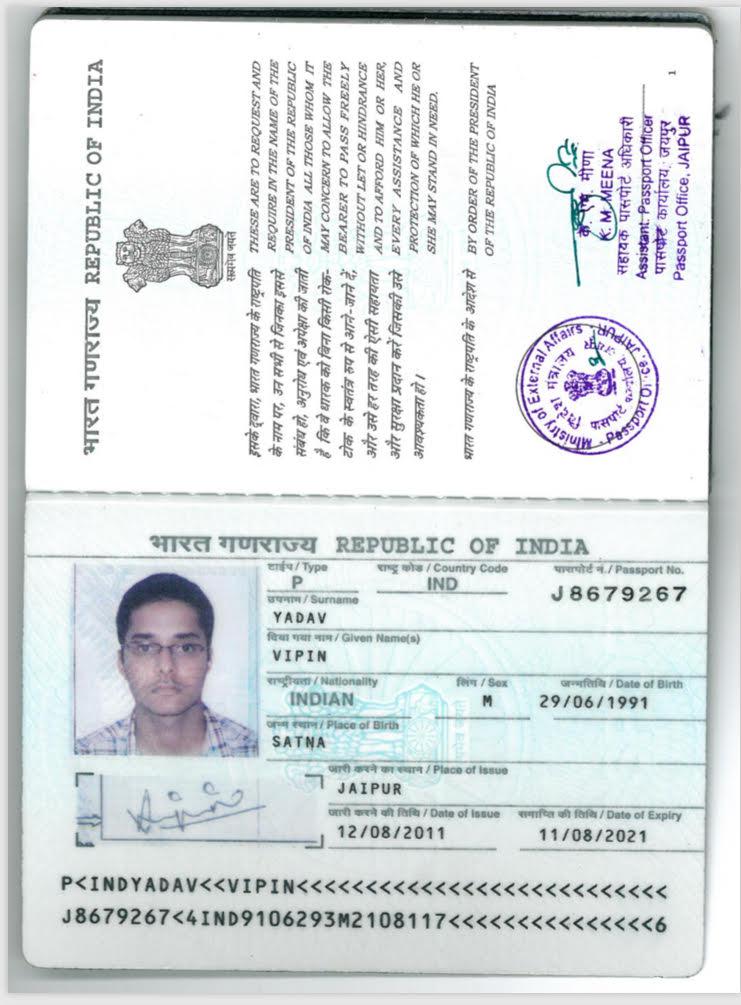 भारत गणराज्य REPUBLIC OF INDIA
सत्यमेव जयते
इसके द्वारा, भारत गणराज्य के राष्ट्रपति
के नाम पर, उन सभी से जिनका इससे
संबंध हो, अनुरोध एवं अपेक्षा की जाती
है कि वे धारक को बिना किसी रोक-
टोक के स्वतंत्र रूप से आने-जाने दें,
और उसे हर तरह की ऐसी सहायता
और सुरक्षा प्रदान करें जिसकी उसे
आवश्यकता हो।
THESE ARE TO REQUEST AND
REQUIRE IN THE NAME OF THE
PRESIDENT OF THE REPUBLIC
OF INDIA ALL THOSE WHOM IT
MAY CONCERN TO ALLOW THE
BEARER TO PASS FREELY
WITHOUT LET OR HINDRANCE
AND TO AFFORD HIM OR HER,
EVERY ASSISTANCE AND
PROTECTION OF WHICH HE OR
SHE MAY STAND IN NEED.
भारत गणराज्य के राष्ट्रपति के आदेश से
BY ORDER OF THE PRESIDENT
OF THE REPUBLIC OF INDIA
Ministry of External Affairs
विदेश मंत्रालय
पासपोर्ट कार्यालय, जयपुर
Passport Office, JAIPUR
के. एम. मीणा
K. M. MEENA
सहायक पासपोर्ट अधिकारी
Assistant Passport Officer
पासपोर्ट कार्यालय, जयपुर
Passport Office, JAIPUR
1
भारत गणराज्य REPUBLIC OF INDIA
टाईप / Type राष्ट्र कोड / Country Code पासपोर्ट नं. / Passport No.
P IND J8679267
उपनाम / Surname
YADAV
दिया गया नाम / Given Name(s)
VIPIN
राष्ट्रीयता / Nationality लिंग / Sex जन्मतिथि / Date of Birth
INDIAN M 29/06/1991
जन्म स्थान / Place of Birth
SATNA
जारी करने का स्थान / Place of Issue
JAIPUR
जारी करने की तिथि / Date of Issue समाप्ति की तिथि / Date of Expiry
12/08/2011 11/08/2021
P<INDYADAV<<VIPIN<<<<<<<<<<<<<<<<<<<<<<<<<<<
J8679267<4IND9106293M2108117<<<<<<<<<<<<<<<6